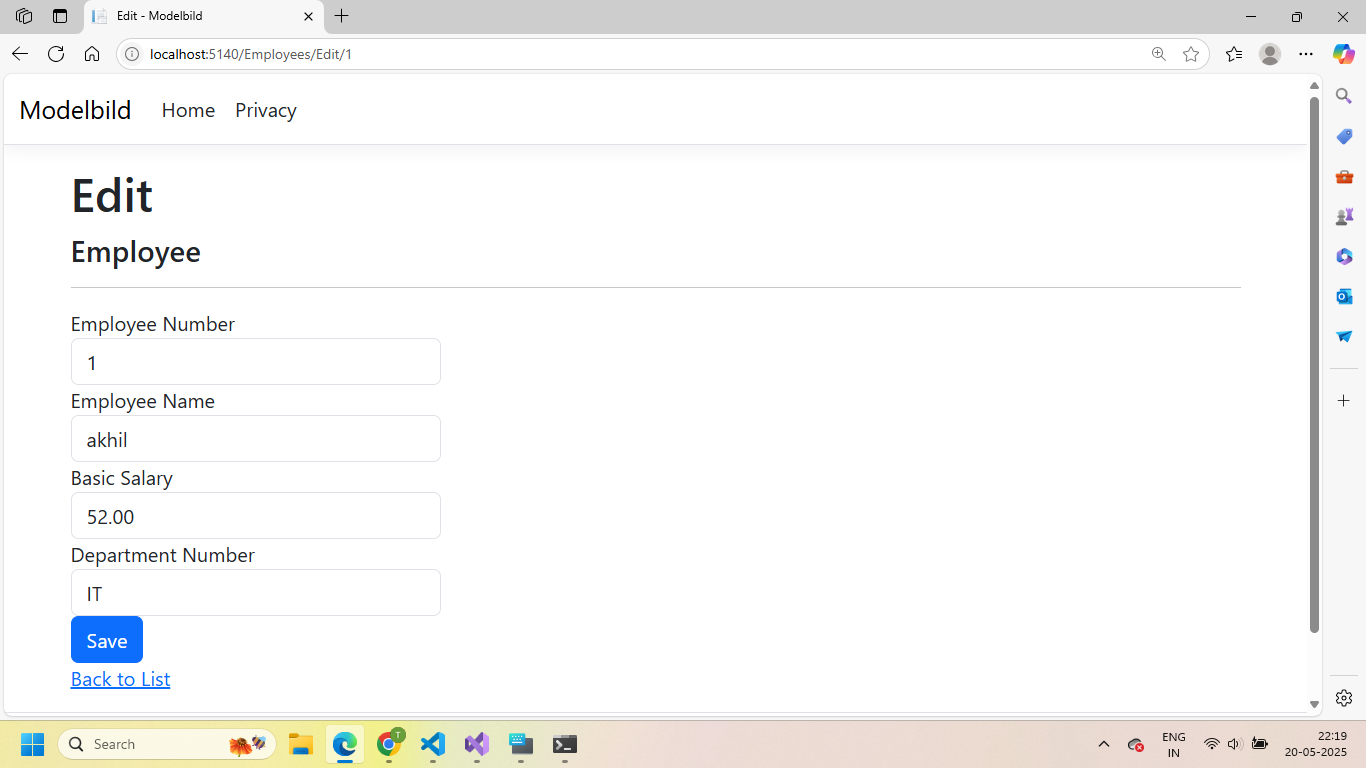 Edit - Modelbild
localhost:5140/Employees/Edit/1
Modelbild Home Privacy
Edit
Employee
Employee Number
1
Employee Name
akhil
Basic Salary
52.00
Department Number
IT
Save
Back to List
Search
T
ENG
IN
22:19
20-05-2025